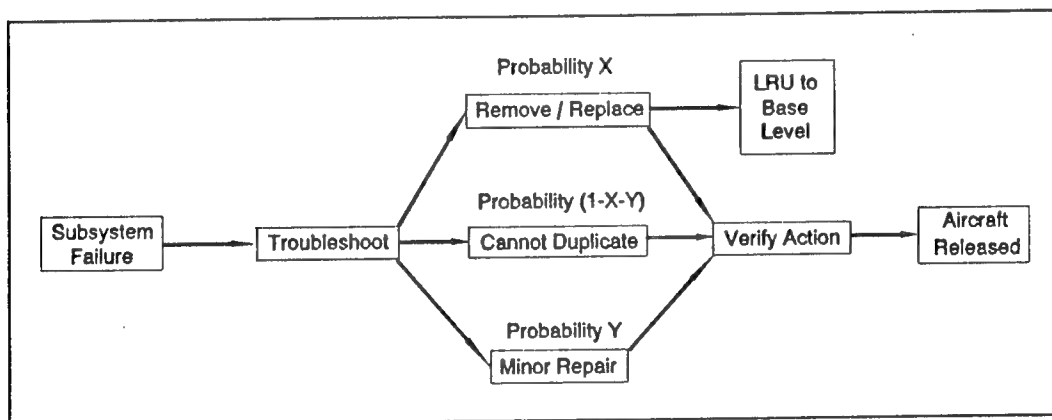 Probability X
Remove / Replace
LRU to
Base
Level
Probability (1-X-Y)
Subsystem
Failure
Troubleshoot
Cannot Duplicate
Verify Action
Aircraft
Released
Probability Y
Minor Repair